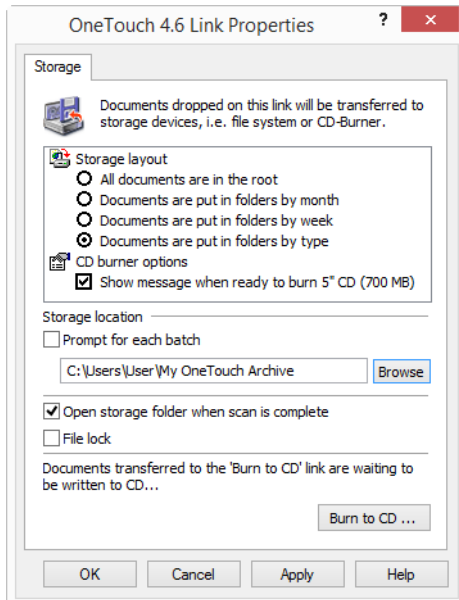 OneTouch 4.6 Link Properties ?
Storage
Documents dropped on this link will be transferred to
storage devices, i.e. file system or CD-Burner.
Storage layout
All documents are in the root
Documents are put in folders by month
Documents are put in folders by week
Documents are put in folders by type
CD burner options
Show message when ready to burn 5" CD (700 MB)
Storage location
Prompt for each batch
C:\Users\User\My OneTouch Archive Browse
Open storage folder when scan is complete
File lock
Documents transferred to the 'Burn to CD' link are waiting to
be written to CD...
Burn to CD ...
OK Cancel Apply Help